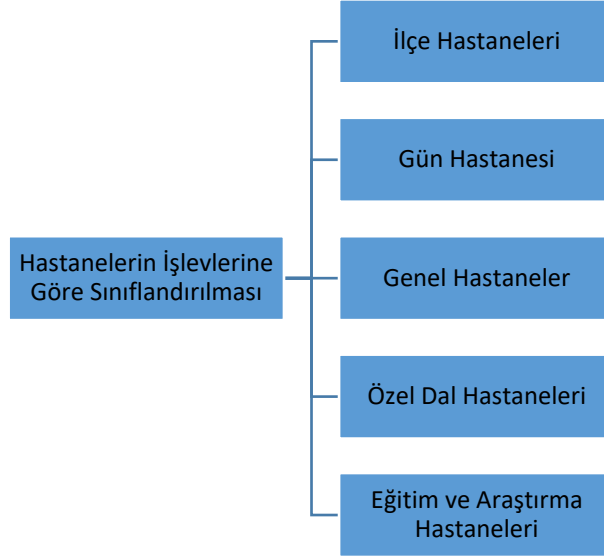 Hastanelerin İşlevlerine
Göre Sınıflandırılması
İlçe Hastaneleri
Gün Hastanesi
Genel Hastaneler
Özel Dal Hastaneleri
Eğitim ve Araştırma
Hastaneleri